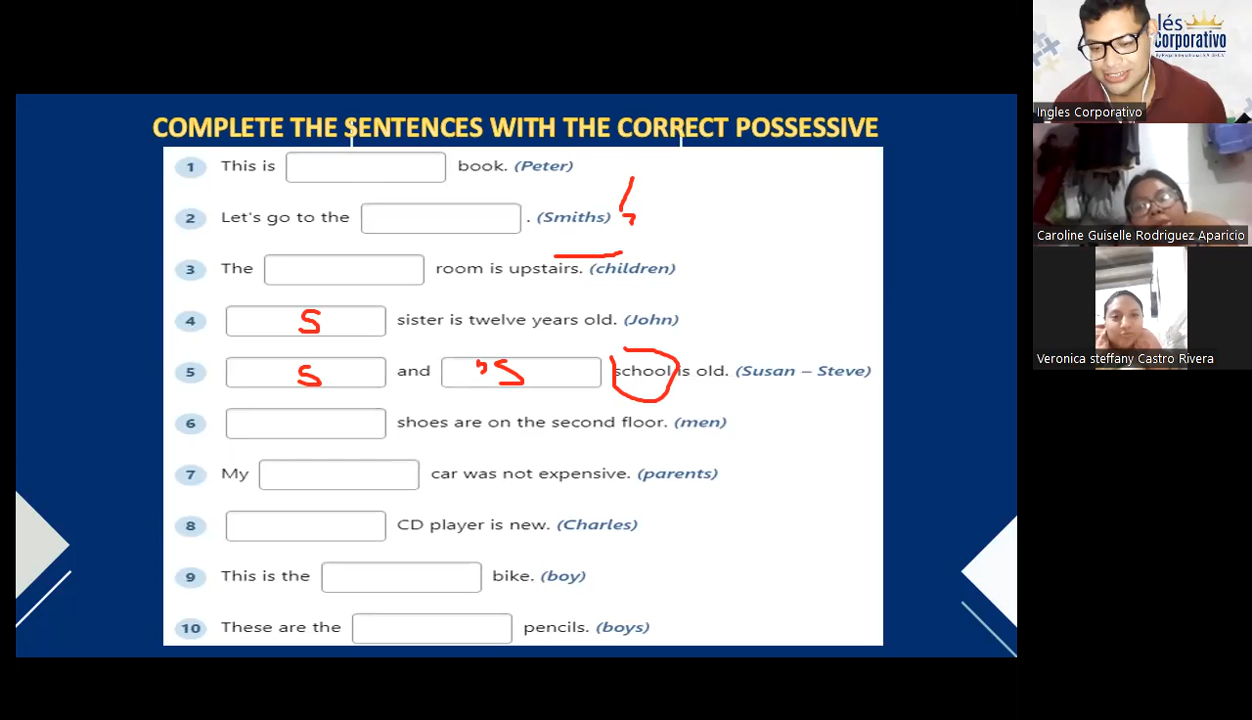 COMPLETE THE SENTENCES WITH THE CORRECT POSSESSIVE
1 This is book. (Peter)
2 Let's go to the . (Smiths) '
3 The room is upstairs. (children)
4 S sister is twelve years old. (John)
5 S and 'S school is old. (Susan – Steve)
6 shoes are on the second floor. (men)
7 My car was not expensive. (parents)
8 CD player is new. (Charles)
9 This is the bike. (boy)
10 These are the pencils. (boys)
lés
corporativo
Ingles Corporativo
Caroline Guiselle Rodriguez Aparicio
Veronica steffany Castro Rivera